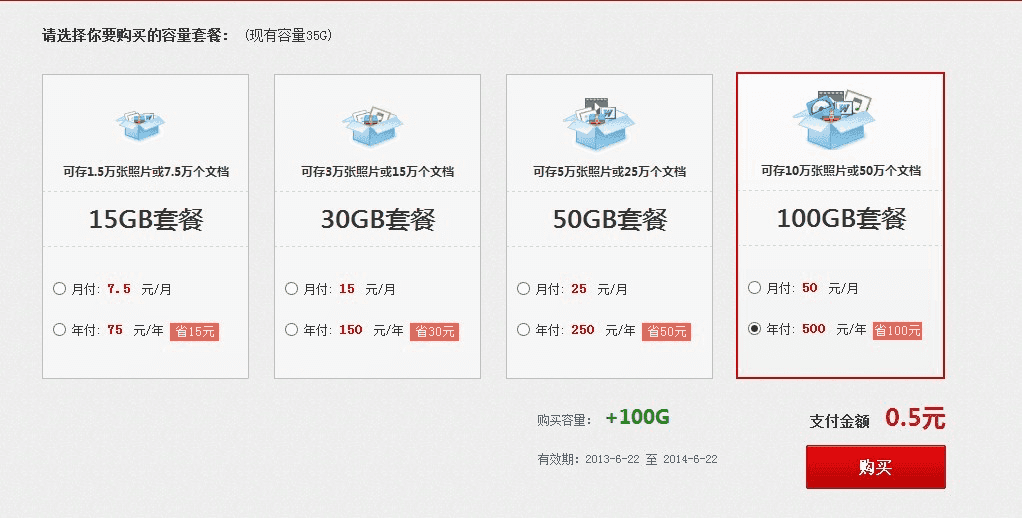 请选择你要购买的容量套餐： (现有容量35G)
可存1.5万张照片或7.5万个文档
15GB套餐
月付: 7.5 元/月
年付: 75 元/年 省15元
可存3万张照片或15万个文档
30GB套餐
月付: 15 元/月
年付: 150 元/年 省30元
可存5万张照片或25万个文档
50GB套餐
月付: 25 元/月
年付: 250 元/年 省50元
可存10万张照片或50万个文档
100GB套餐
月付: 50 元/月
年付: 500 元/年 省100元
购买容量： +100G
支付金额 0.5元
有效期：2013-6-22 至 2014-6-22
购买